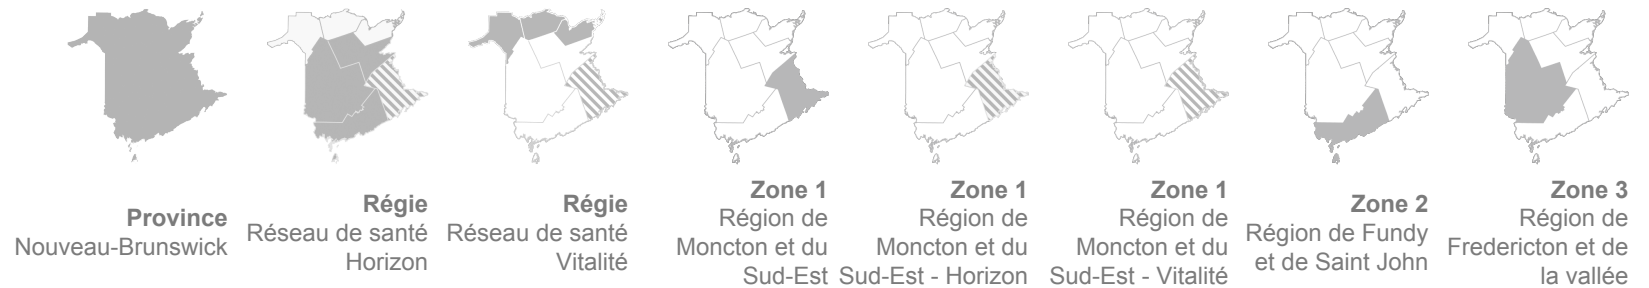 Province
Nouveau-Brunswick
Régie
Réseau de santé
Horizon
Régie
Réseau de santé
Vitalité
Zone 1
Région de
Moncton et du
Sud-Est
Zone 1
Région de
Moncton et du
Sud-Est - Horizon
Zone 1
Région de
Moncton et du
Sud-Est - Vitalité
Zone 2
Région de Fundy
et de Saint John
Zone 3
Région de
Fredericton et de
la vallée